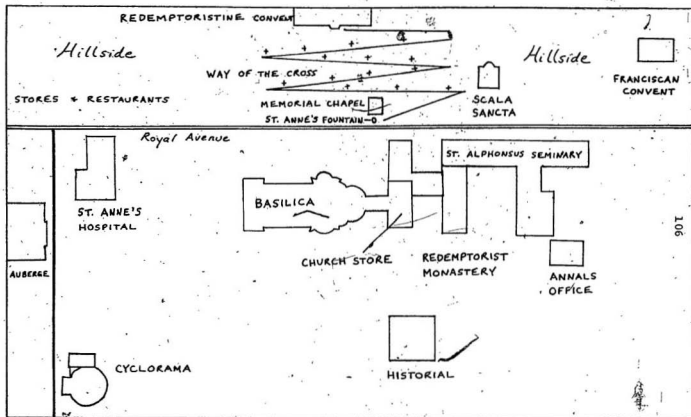 REDEMPTORISTINE CONVENT
Hillside
Hillside
WAY OF THE CROSS
FRANCISCAN
CONVENT
STORES & RESTAURANTS
MEMORIAL CHAPEL
SCALA
SANCTA
ST. ANNE'S FOUNTAIN
Royal Avenue
ST. ALPHONSUS SEMINARY
BASILICA
ST. ANNE'S
HOSPITAL
CHURCH STORE
REDEMPTORIST
MONASTERY
ANNALS
OFFICE
AUBERGE
106
CYCLORAMA
HISTORIAL